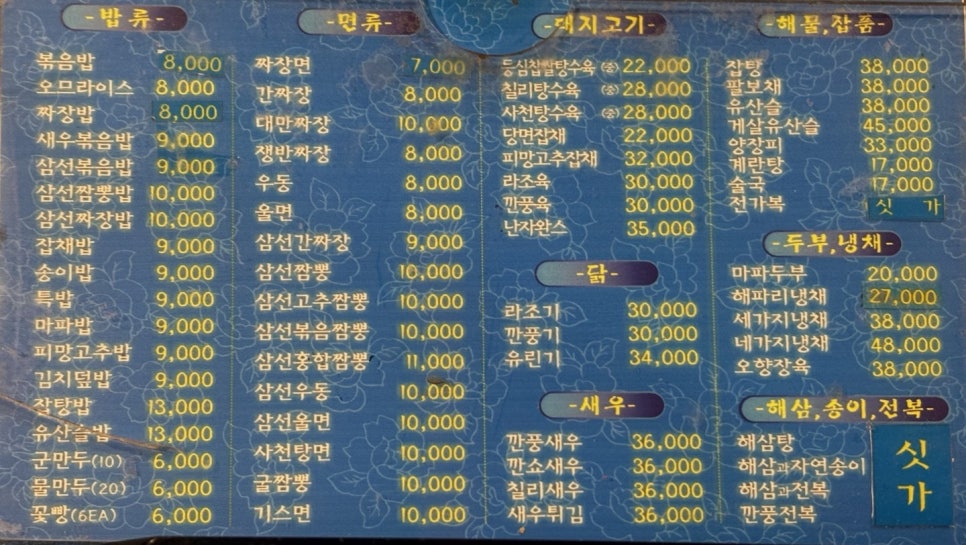 -밥 류-
볶음밥 8,000
오므라이스 8,000
짜장밥 8,000
새우볶음밥 9,000
삼선볶음밥 9,000
삼선짬뽕밥 10,000
삼선짜장밥 10,000
잡채밥 9,000
송이밥 9,000
특밥 9,000
마파밥 9,000
피망고추밥 9,000
김치덮밥 9,000
잡탕밥 13,000
유산슬밥 13,000
군만두(10) 6,000
물만두(20) 6,000
꽃빵(6EA) 6,000
-면 류-
짜장면 7,000
간짜장 8,000
대만짜장 10,000
쟁반짜장 8,000
우동 8,000
울면 8,000
삼선간짜장 9,000
삼선짬뽕 10,000
삼선고추짬뽕 10,000
삼선볶음짬뽕 10,000
삼선홍합짬뽕 11,000
삼선우동 10,000
삼선울면 10,000
사천탕면 10,000
굴짬뽕 10,000
기스면 10,000
-돼지고기-
등심찹쌀탕수육 ㊥ 22,000
칠리탕수육 ㊥ 28,000
사천탕수육 ㊥ 28,000
당면잡채 22,000
피망고추잡채 32,000
라조육 30,000
깐풍육 30,000
난자완스 35,000
-닭-
라조기 30,000
깐풍기 30,000
유린기 34,000
-새우-
깐풍새우 36,000
깐쇼새우 36,000
칠리새우 36,000
새우튀김 36,000
-해물,잡품-
잡탕 38,000
팔보채 38,000
유산슬 38,000
게살유산슬 45,000
양장피 33,000
계란탕 17,000
술국 17,000
전가복 싯 가
-두부,냉채-
마파두부 20,000
해파리냉채 27,000
세가지냉채 38,000
네가지냉채 48,000
오향장육 38,000
-해삼,송이,전복-
해삼탕
해삼과자연송이
해삼과전복
깐풍전복
싯
가